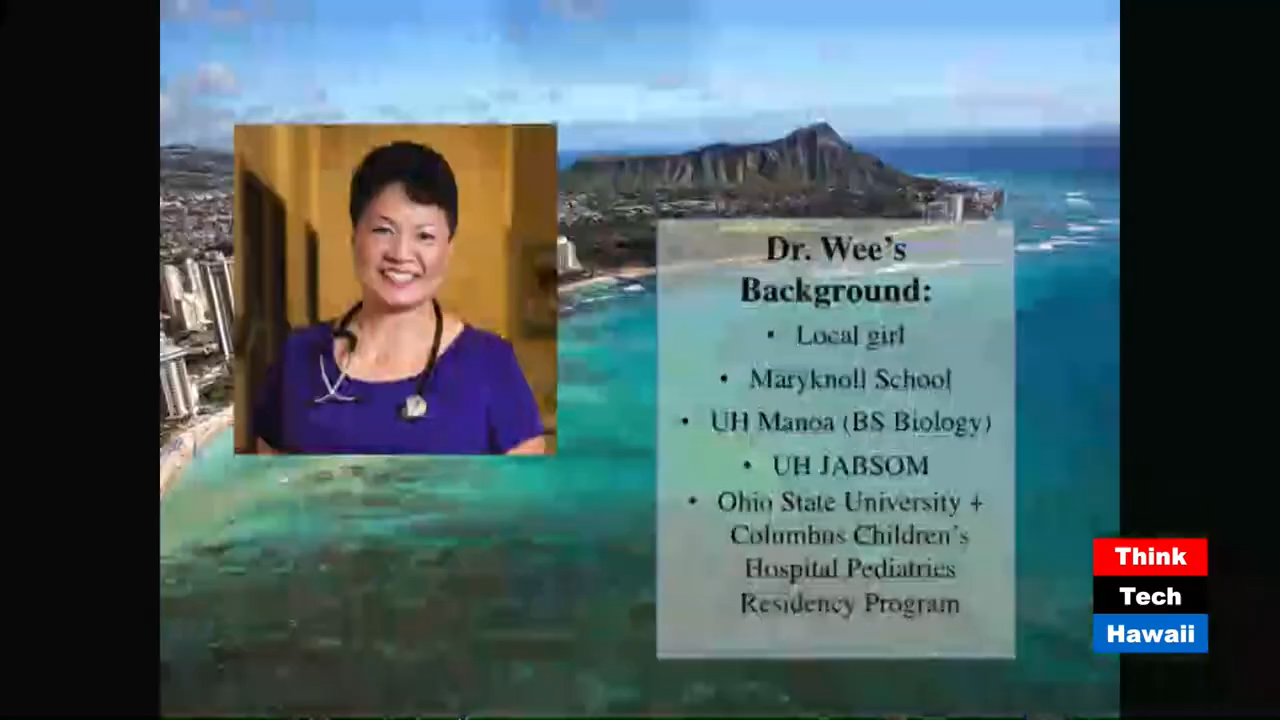 Dr. Wee's
Background:
• Local girl
• Maryknoll School
• UH Manoa (BS Biology)
• UH JABSOM
• Ohio State University +
Columbus Children's
Hospital Pediatrics
Residency Program
Think
Tech
Hawaii